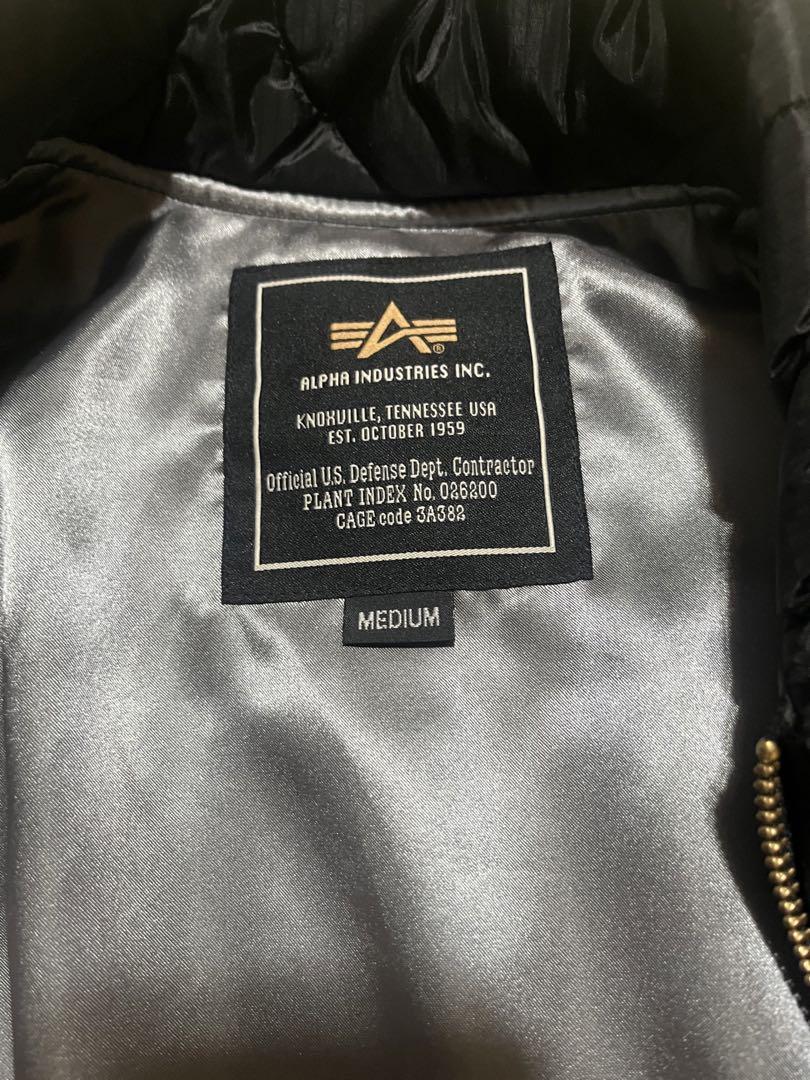 ®
ALPHA INDUSTRIES INC.
KNOXVILLE, TENNESSEE USA
EST. OCTOBER 1959
Official U.S. Defense Dept. Contractor
PLANT INDEX No. 026200
CAGE code 3A382
MEDIUM